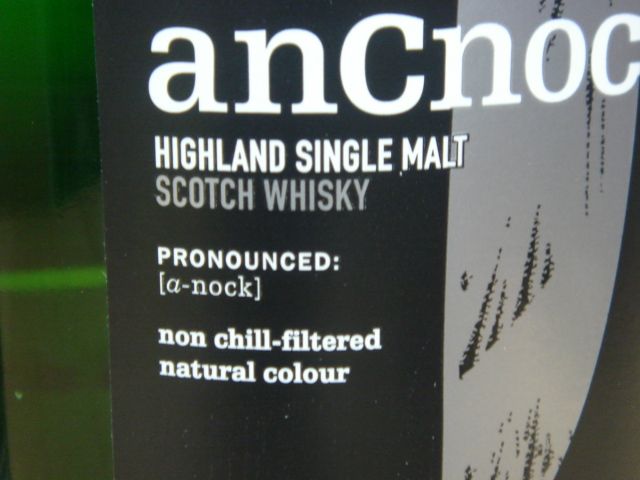 anCnoc
HIGHLAND SINGLE MALT
SCOTCH WHISKY
PRONOUNCED:
[a-nock]
non chill-filtered
natural colour